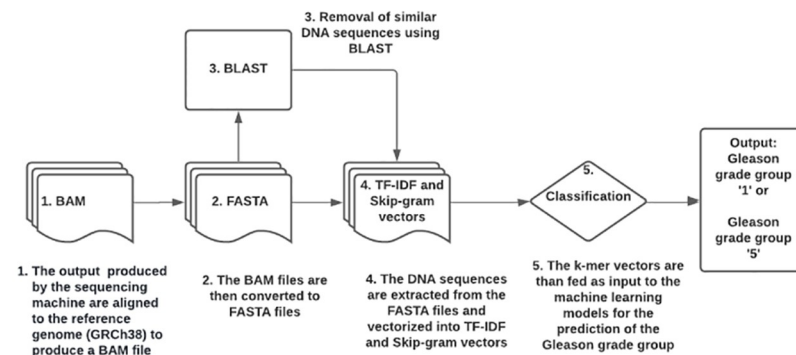 3. Removal of similar
DNA sequences using
BLAST
3. BLAST
1. BAM
2. FASTA
4. TF-IDF and
Skip-gram
vectors
5.
Classification
Output:
Gleason
grade group
'1' or
Gleason
grade group
'5'
1. The output produced
by the sequencing
machine are aligned
to the reference
genome (GRCh38) to
produce a BAM file
2. The BAM files are
then converted to
FASTA files
4. The DNA sequences
are extracted from the
FASTA files and
vectorized into TF-IDF
and Skip-gram vectors
5. The k-mer vectors are
than fed as input to the
machine learning
models for the
prediction of the
Gleason grade group